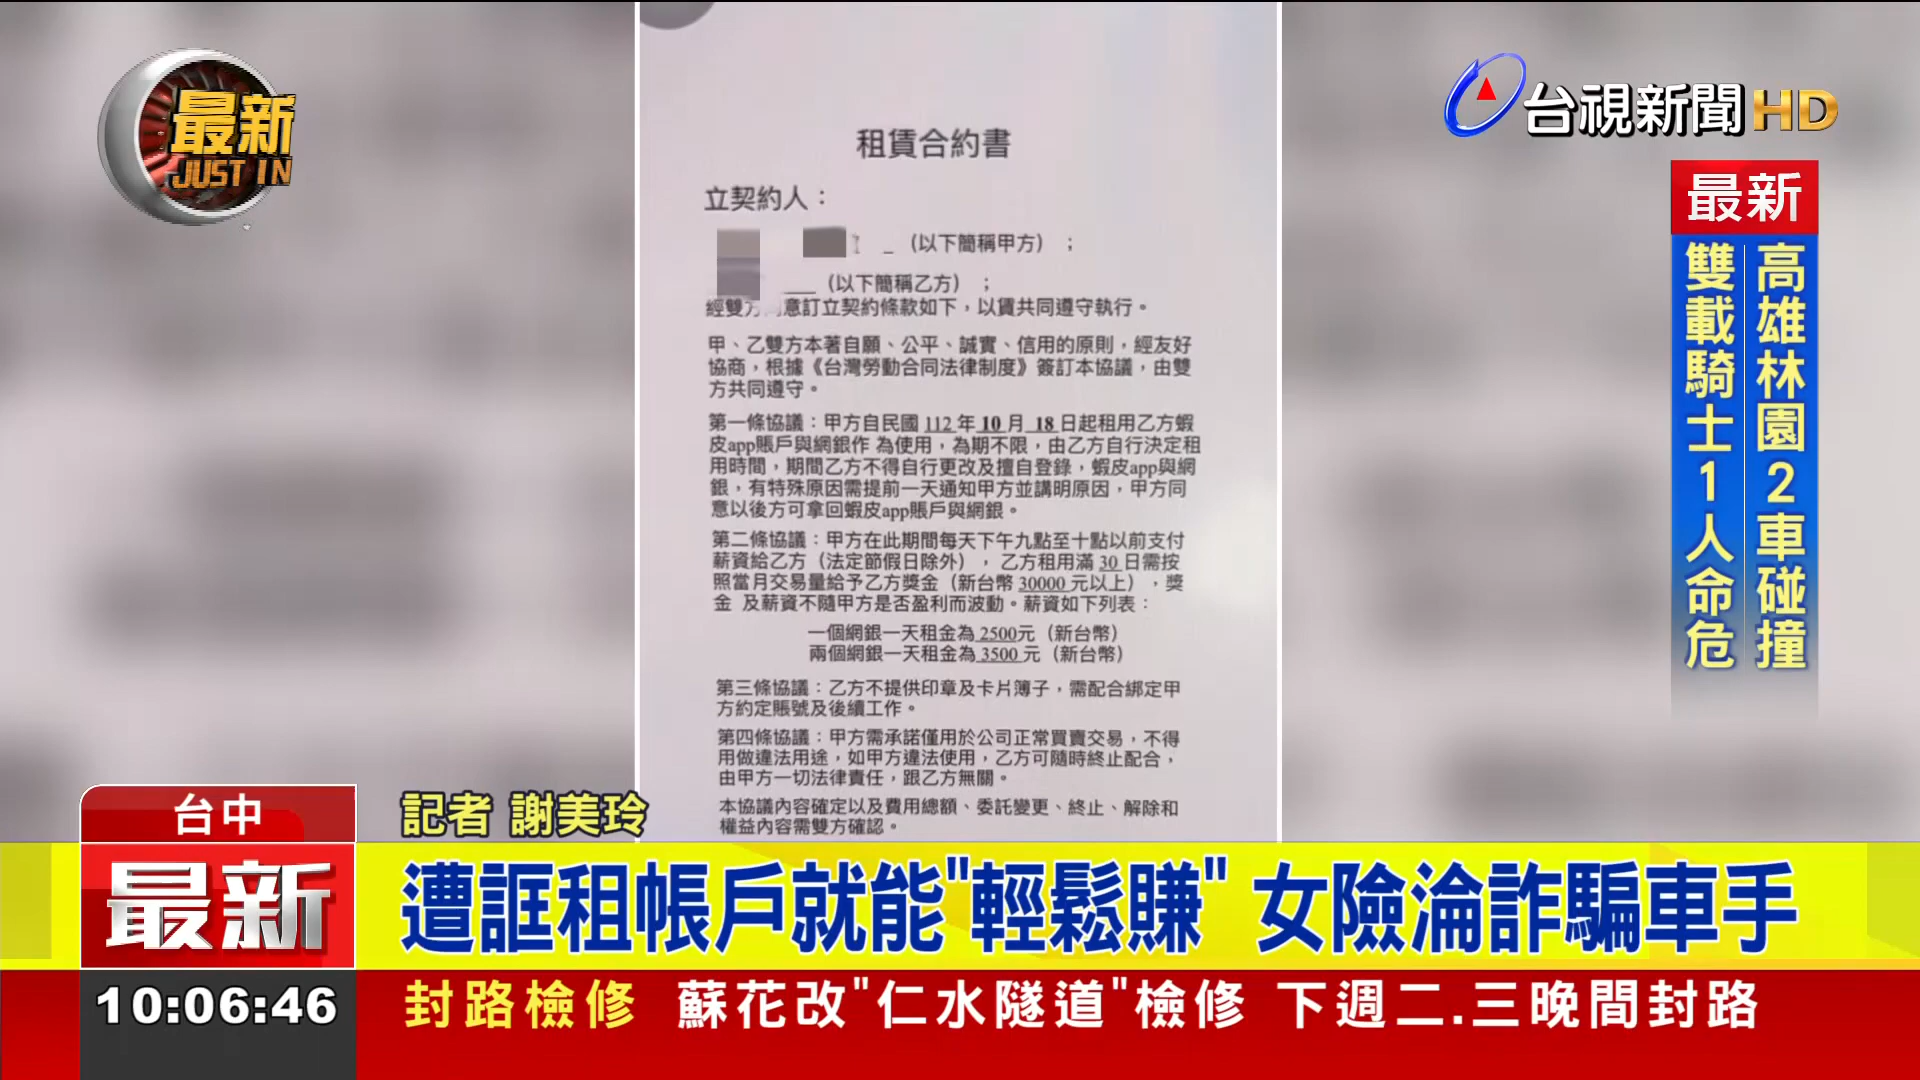 最新
JUST IN
台視新聞HD
最新
高雄林園2車碰撞
雙載騎士1人命危
租賃合約書
立契約人：
（以下簡稱甲方）；
（以下簡稱乙方）；
經雙方 意訂立契約條款如下，以賃共同遵守執行。
甲、乙雙方本著自願、公平、誠實、信用的原則，經友好
協商，根據《台灣勞動合同法律制度》簽訂本協議，由雙
方共同遵守。
第一條協議：甲方自民國 112 年 10 月 18 日起租用乙方蝦
皮app賬戶與網銀作 為使用，為期不限，由乙方自行決定租
用時間，期間乙方不得自行更改及擅自登錄，蝦皮app與網
銀，有特殊原因需提前一天通知甲方並講明原因，甲方同
意以後方可拿回蝦皮app賬戶與網銀。
第二條協議：甲方在此期間每天下午九點至十點以前支付
薪資給乙方（法定節假日除外），乙方租用滿 30 日需按
照當月交易量給予乙方獎金（新台幣 30000 元以上），獎
金 及薪資不隨甲方是否盈利而波動。薪資如下列表：
一個網銀一天租金為 2500元（新台幣）
兩個網銀一天租金為 3500 元（新台幣）
第三條協議：乙方不提供印章及卡片簿子，需配合綁定甲
方約定賬號及後續工作。
第四條協議：甲方需承諾僅用於公司正常買賣交易，不得
用做違法用途，如甲方違法使用，乙方可隨時終止配合，
由甲方一切法律責任，跟乙方無關。
本協議內容確定以及費用總額、委託變更、終止、解除和
權益內容需雙方確認。
台中
記者 謝美玲
最新
遭誆租帳戶就能"輕鬆賺" 女險淪詐騙車手
10:06:46
封路檢修 蘇花改"仁水隧道"檢修 下週二.三晚間封路